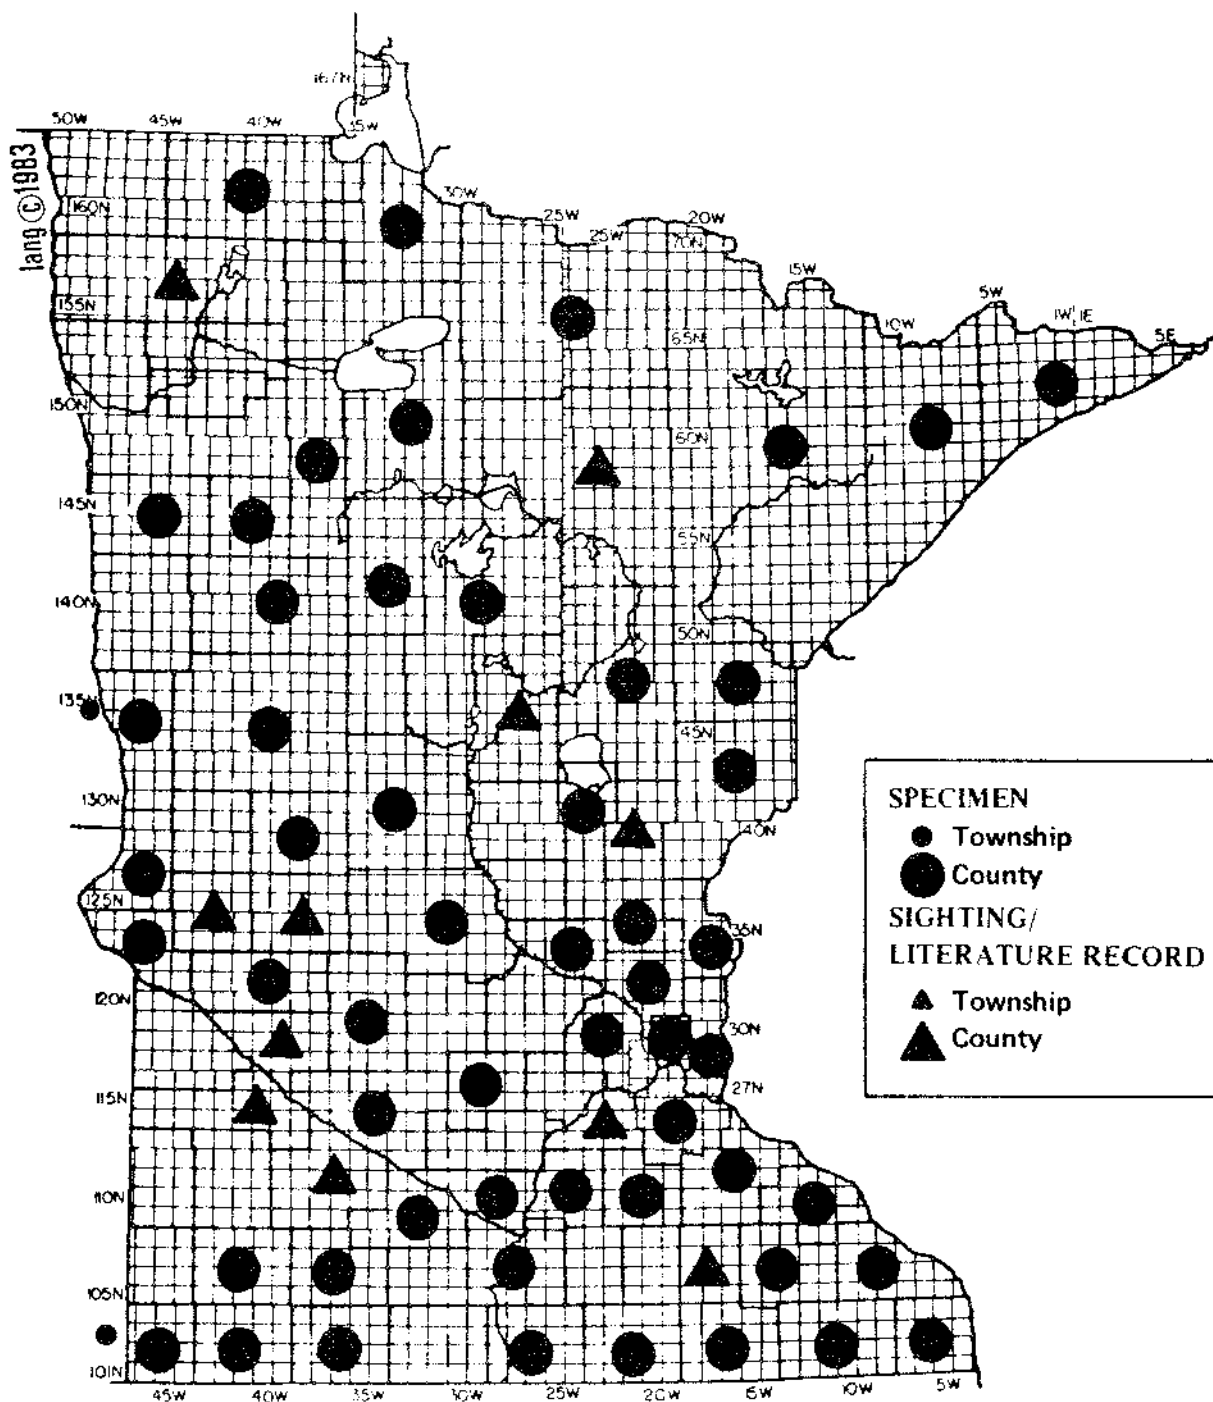 167N
50W 45W 40W 35W
lang © 1983
30W
160N
25W 20W
25W 70N
15W
155N
5W
10W 1W 1E
65N 5E
150N
60N
145N
55N
140N
50N
135N
45N
130N
40N
SPECIMEN
Township
County
SIGHTING/
LITERATURE RECORD
Township
County
125N
35N
120N
30N
115N
27N
110N
105N
101N
45W 40W 35W 30W 25W 20W 15W 10W 5W